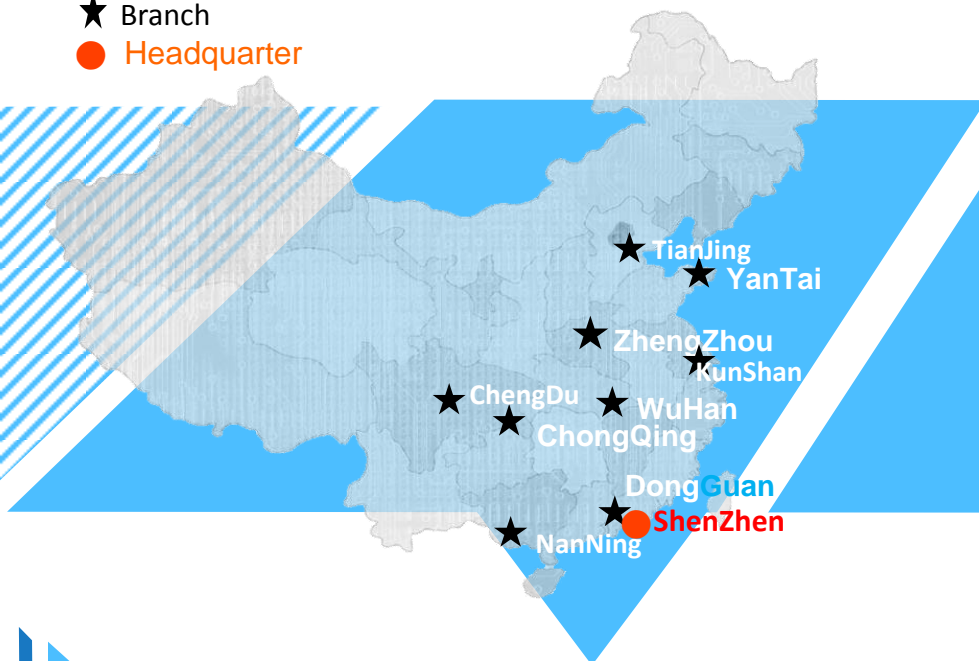 Branch
Headquarter
TianJing
YanTai
ZhengZhou
KunShan
ChengDu
WuHan
ChongQing
DongGuan
ShenZhen
NanNing